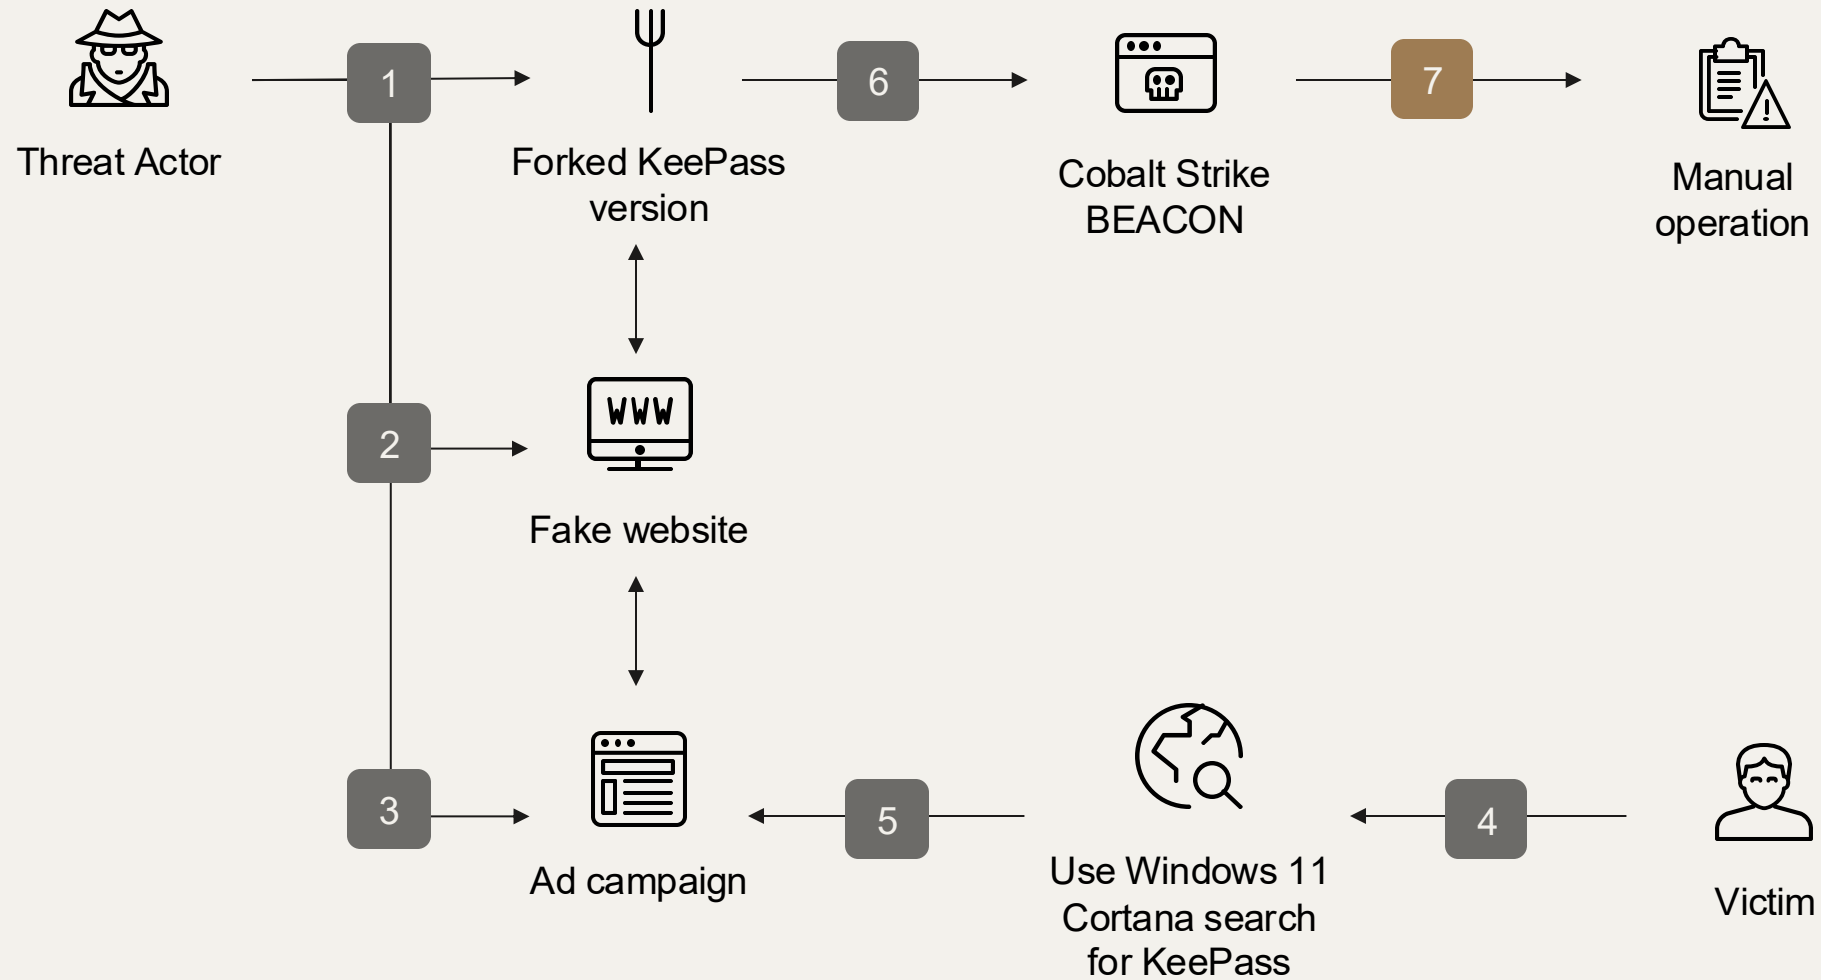 1
6
7
Threat Actor
Forked KeePass
version
Cobalt Strike
BEACON
Manual
operation
WWW
2
Fake website
3
5
4
Ad campaign
Use Windows 11
Cortana search
for KeePass
Victim